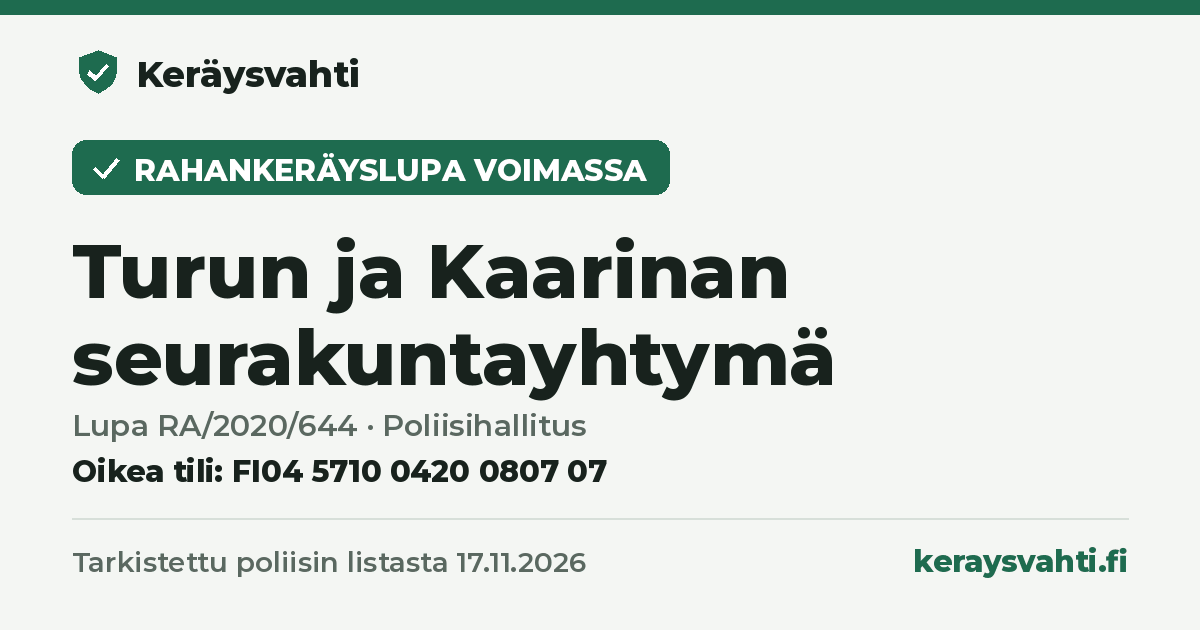 Keräysvahti
RAHANKERÄYSLUPA VOIMASSA
Turun ja Kaarinan
seurakuntayhtymä
Lupa RA/2020/644 · Poliisihallitus
Oikea tili: FI04 5710 0420 0807 07
Tarkistettu poliisin listasta 17.11.2026
keraysvahti.fi